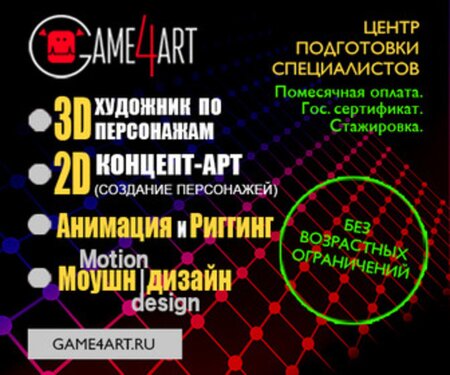 GAME4ART
ЦЕНТР
ПОДГОТОВКИ
СПЕЦИАЛИСТОВ
Помесячная оплата.
Гос. сертификат.
Стажировка.
3D ХУДОЖНИК ПО
ПЕРСОНАЖАМ
2D КОНЦЕПТ-АРТ
(СОЗДАНИЕ ПЕРСОНАЖЕЙ)
Анимация и Риггинг
Motion
Моушн дизайн
design
БЕЗ
ВОЗРАСТНЫХ
ОГРАНИЧЕНИЙ
GAME4ART.RU